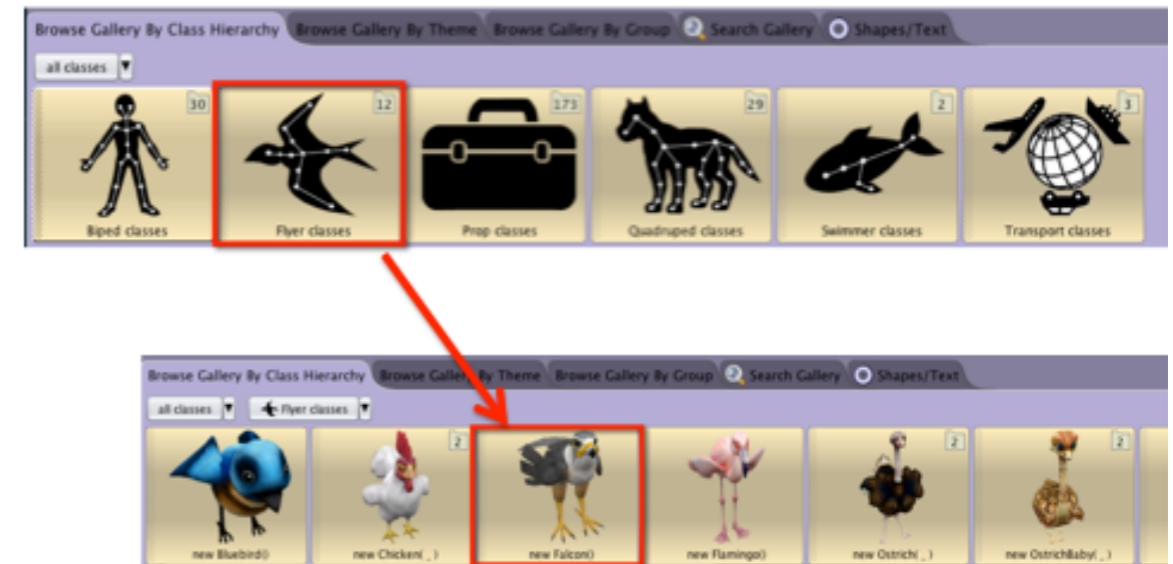 Browse Gallery By Class Hierarchy Browse Gallery By Theme Browse Gallery By Group Search Gallery Shapes/Text
all classes
30 12 173 29 2 3
Biped classes Flyer classes Prop classes Quadruped classes Swimmer classes Transport classes
Browse Gallery By Class Hierarchy Browse Gallery By Theme Browse Gallery By Group Search Gallery Shapes/Text
all classes Flyer classes
2 2 2
new Bluebird() new Chicken(_) new Falcon() new Flamingo() new Ostrich(_) new OstrichBaby(_)